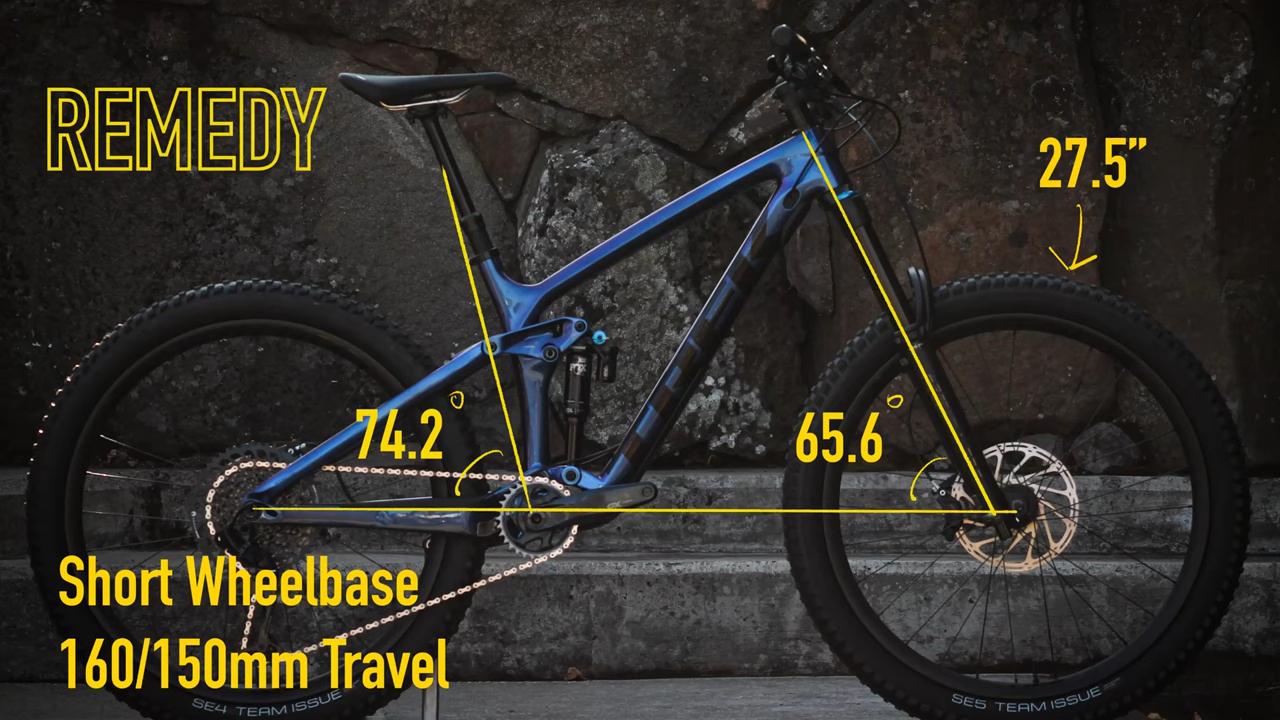 REMEDY
27.5”
74.2°
65.6°
Short Wheelbase
160/150mm Travel
TREK
FOX
SE4 TEAM ISSUE
SE5 TEAM ISSUE